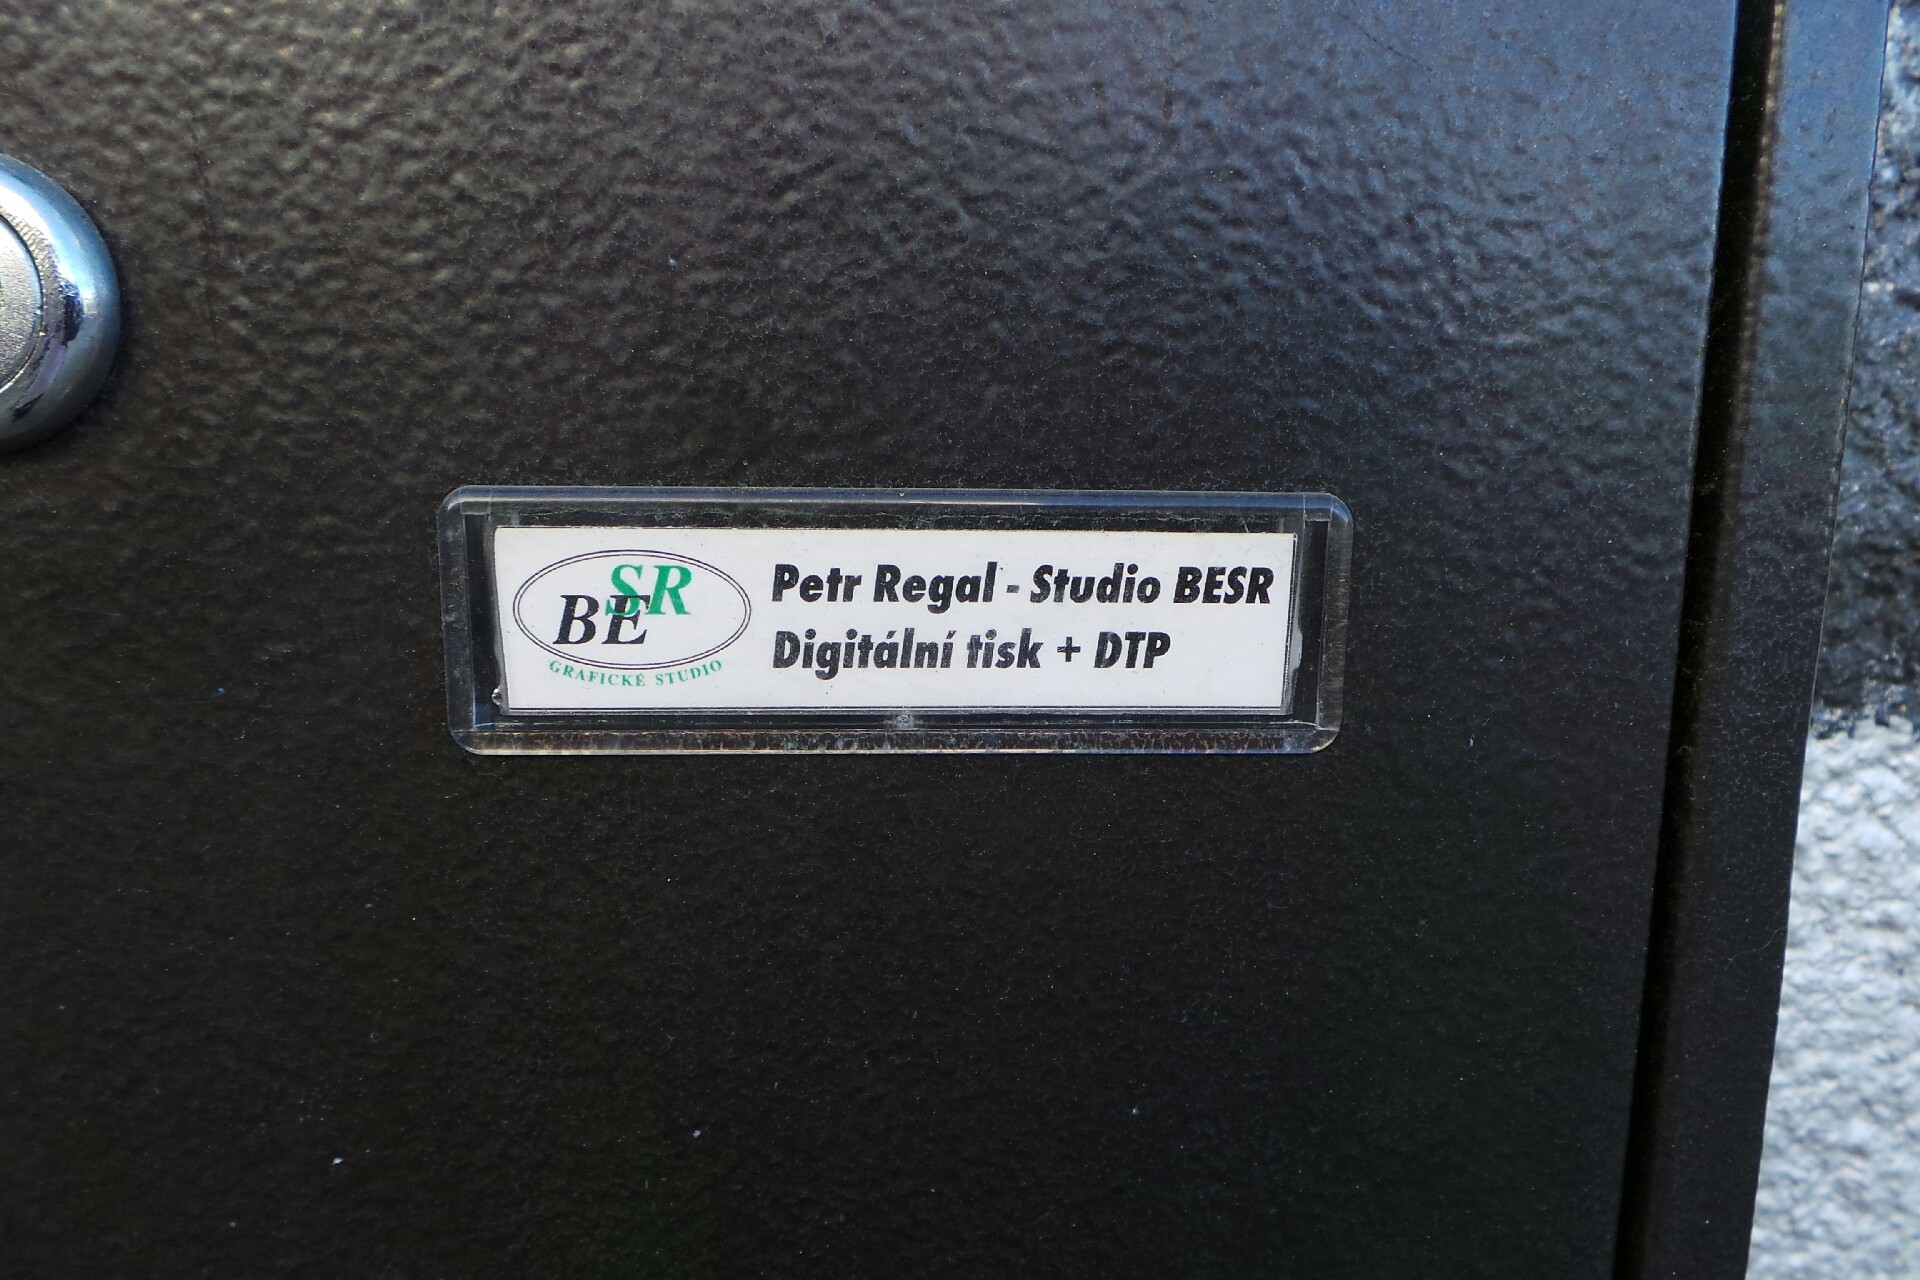 BESR
GRAFICKÉ STUDIO
Petr Regal - Studio BESR
Digitální tisk + DTP